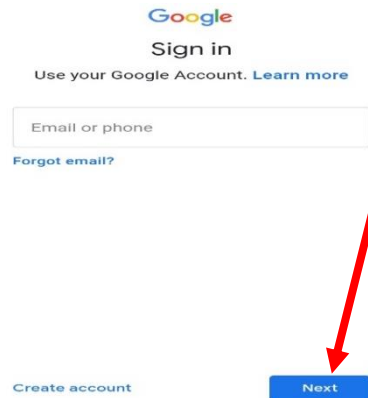 Google
Sign in
Use your Google Account. Learn more
Email or phone
Forgot email?
Create account
Next